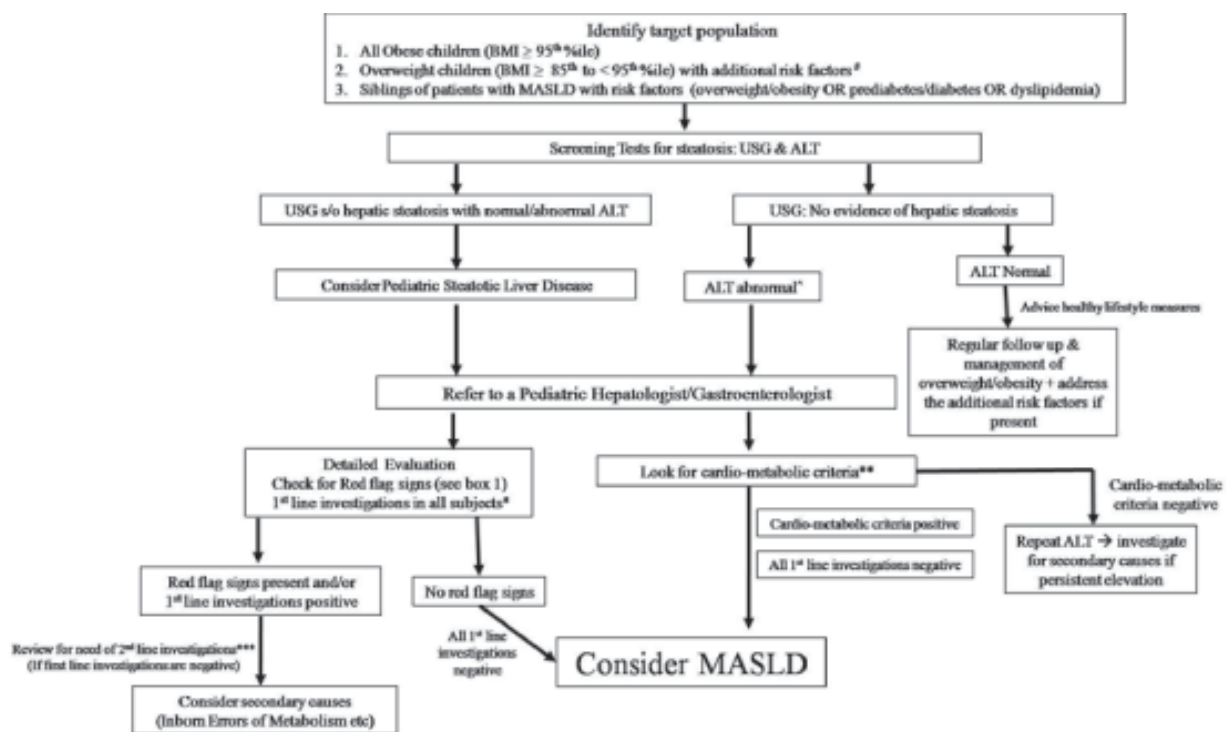 Identify target population
1. All Obese children (BMI ≥ 95th %ile)
2. Overweight children (BMI ≥ 85th to < 95th %ile) with additional risk factors#
3. Siblings of patients with MASLD with risk factors (overweight/obesity OR prediabetes/diabetes OR dyslipidemia)
Screening Tests for steatosis: USG & ALT
USG s/o hepatic steatosis with normal/abnormal ALT
USG: No evidence of hepatic steatosis
Consider Pediatric Steatotic Liver Disease
ALT abnormal^
ALT Normal
Advice healthy lifestyle measures
Regular follow up &
management of
overweight/obesity + address
the additional risk factors if
present
Refer to a Pediatric Hepatologist/Gastroenterologist
Detailed Evaluation
Check for Red flag signs (see box 1)
1st line investigations in all subjects*
Look for cardio-metabolic criteria**
Cardio-metabolic
criteria negative
Cardio-metabolic criteria positive
All 1st line investigations negative
Repeat ALT → investigate
for secondary causes if
persistent elevation
Red flag signs present and/or
1st line investigations positive
No red flag signs
Review for need of 2nd line investigations***
(If first line investigations are negative)
All 1st line
investigations
negative
Consider MASLD
Consider secondary causes
(Inborn Errors of Metabolism etc)